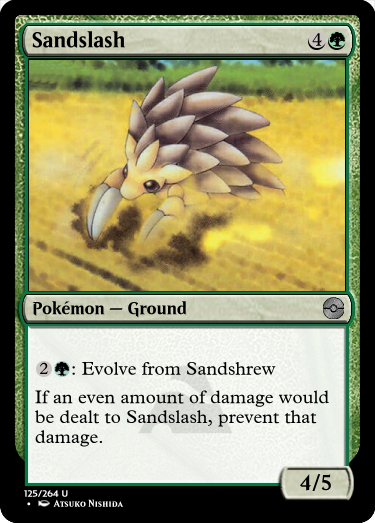 Sandslash 4
Pokémon — Ground
2: Evolve from Sandshrew
If an even amount of damage would
be dealt to Sandslash, prevent that
damage.
4/5
125/264 U
• Atsuko Nishida